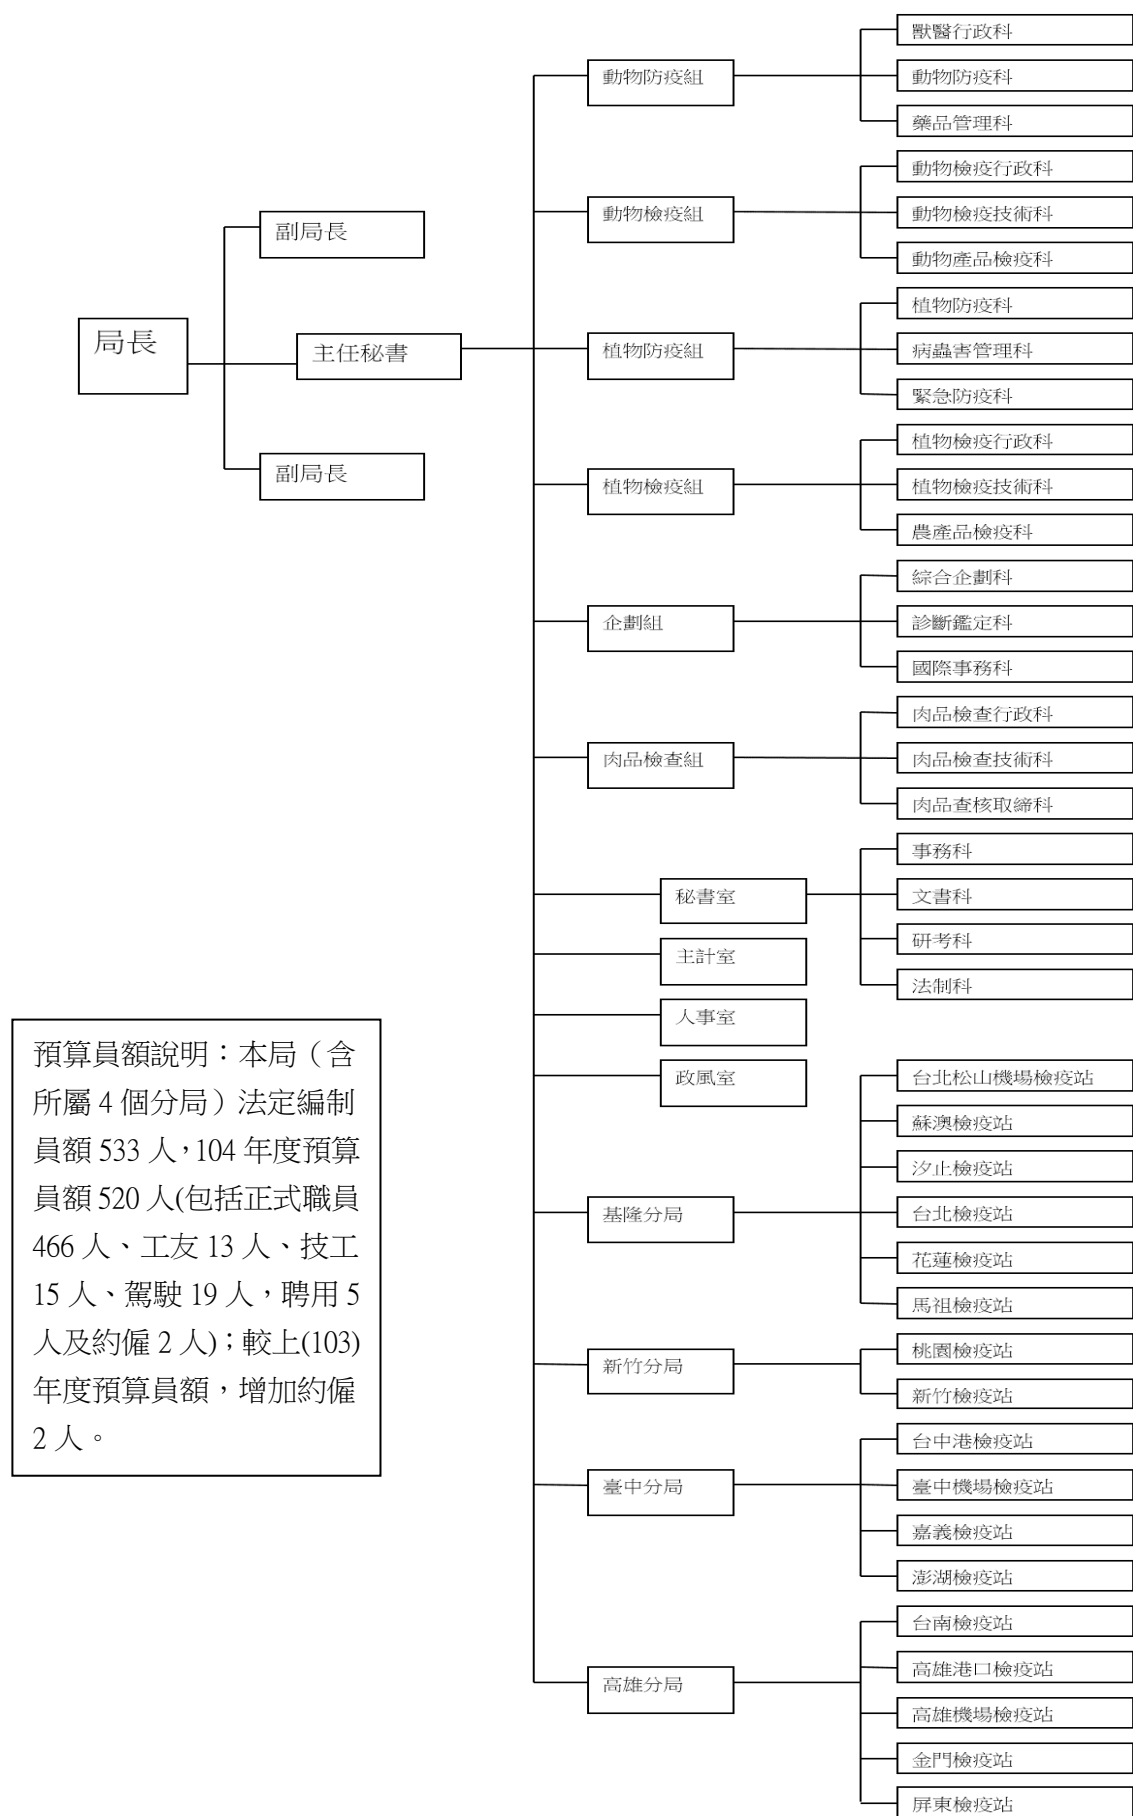 局長
副局長
主任秘書
副局長
動物防疫組
獸醫行政科
動物防疫科
藥品管理科
動物檢疫組
動物檢疫行政科
動物檢疫技術科
動物產品檢疫科
植物防疫組
植物防疫科
病蟲害管理科
緊急防疫科
植物檢疫組
植物檢疫行政科
植物檢疫技術科
農產品檢疫科
企劃組
綜合企劃科
診斷鑑定科
國際事務科
肉品檢查組
肉品檢查行政科
肉品檢查技術科
肉品查核取締科
秘書室
事務科
文書科
研考科
法制科
主計室
人事室
政風室
基隆分局
台北松山機場檢疫站
蘇澳檢疫站
汐止檢疫站
台北檢疫站
花蓮檢疫站
馬祖檢疫站
新竹分局
桃園檢疫站
新竹檢疫站
臺中分局
台中港檢疫站
臺中機場檢疫站
嘉義檢疫站
澎湖檢疫站
高雄分局
台南檢疫站
高雄港口檢疫站
高雄機場檢疫站
金門檢疫站
屏東檢疫站
預算員額說明：本局（含
所屬 4 個分局）法定編制
員額 533 人，104 年度預算
員額 520 人(包括正式職員
466 人、工友 13 人、技工
15 人、駕駛 19 人，聘用 5
人及約僱 2 人)；較上(103)
年度預算員額，增加約僱
2 人。